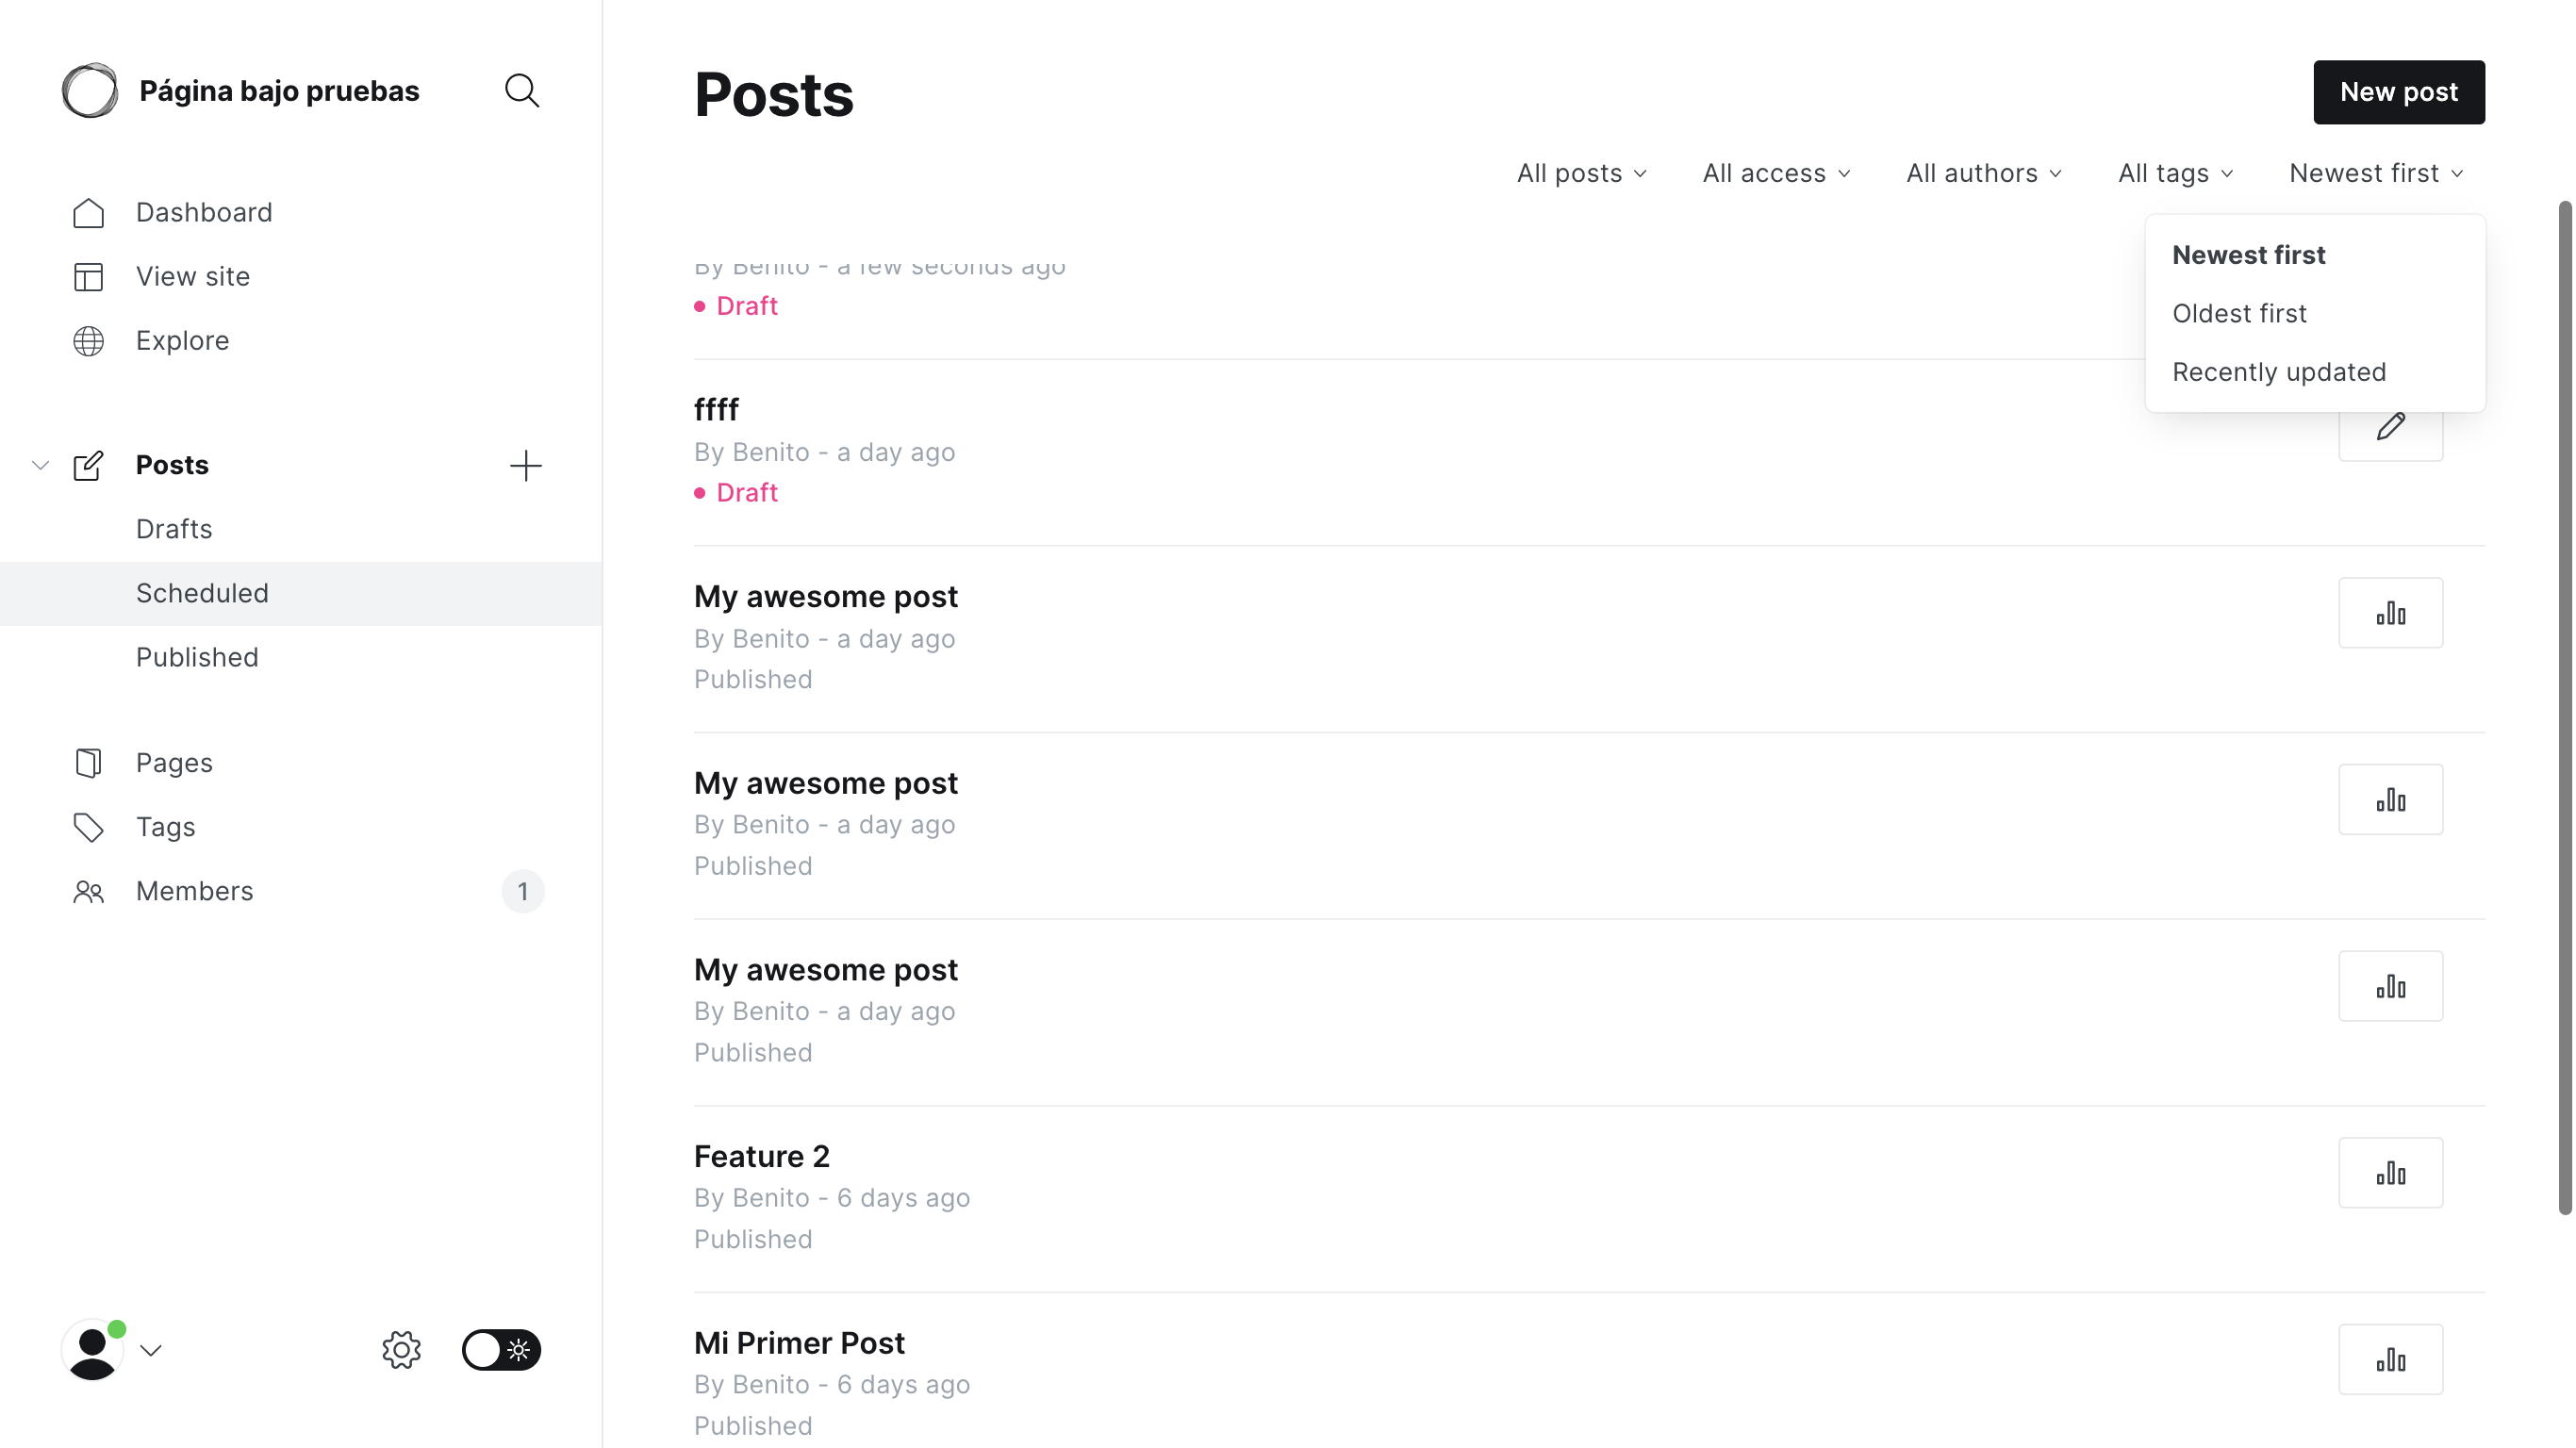 Página bajo pruebas
Dashboard
View site
Explore
Posts
Drafts
Scheduled
Published
Pages
Tags
Members
1
Posts
New post
All posts
All access
All authors
All tags
Newest first
Newest first
Oldest first
Recently updated
By Benito - a few seconds ago
Draft
ffff
By Benito - a day ago
Draft
My awesome post
By Benito - a day ago
Published
My awesome post
By Benito - a day ago
Published
My awesome post
By Benito - a day ago
Published
Feature 2
By Benito - 6 days ago
Published
Mi Primer Post
By Benito - 6 days ago
Published